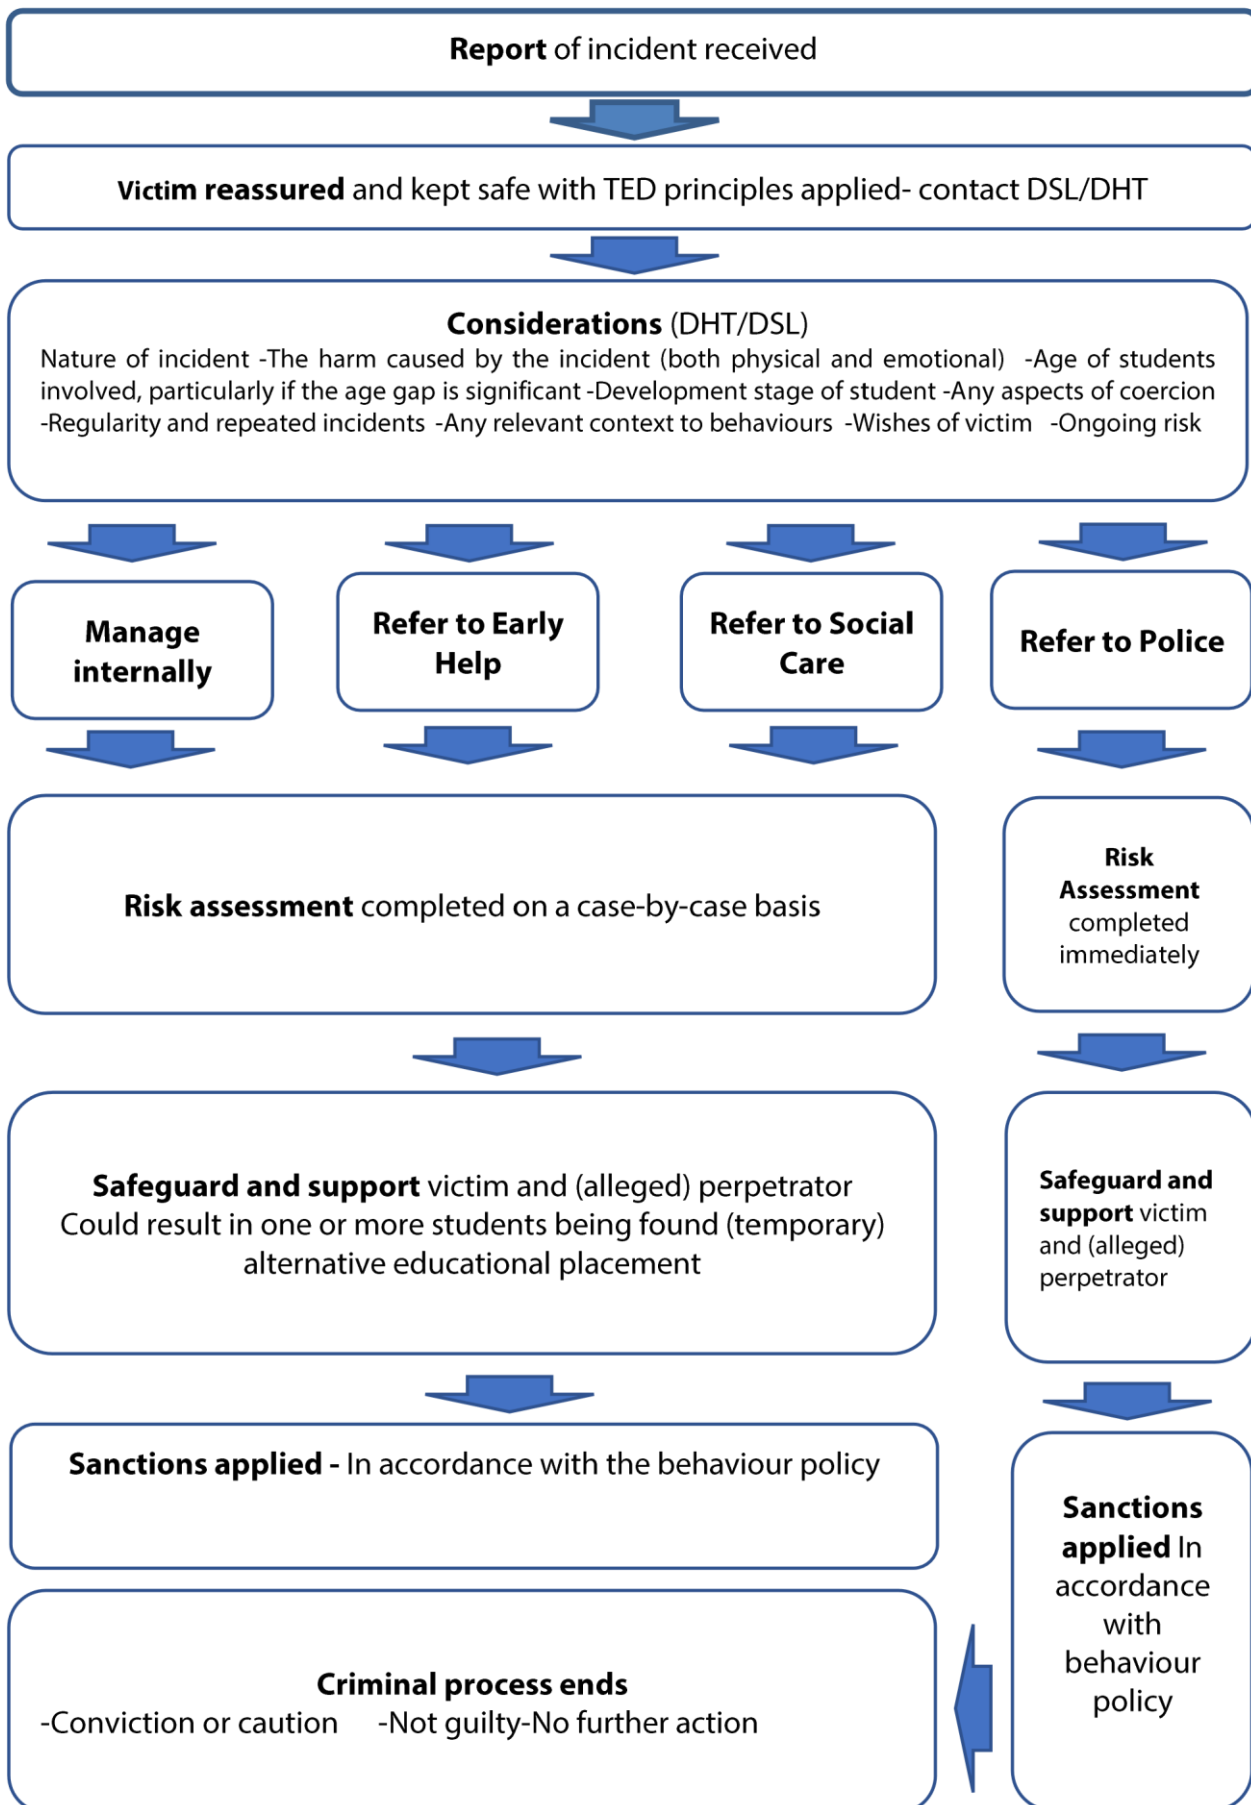 Report of incident received
Victim reassured and kept safe with TED principles applied- contact DSL/DHT
Considerations (DHT/DSL)
Nature of incident -The harm caused by the incident (both physical and emotional) -Age of students
involved, particularly if the age gap is significant -Development stage of student -Any aspects of coercion
-Regularity and repeated incidents -Any relevant context to behaviours -Wishes of victim -Ongoing risk
Manage
internally
Refer to Early
Help
Refer to Social
Care
Refer to Police
Risk assessment completed on a case-by-case basis
Risk
Assessment
completed
immediately
Safeguard and support victim and (alleged) perpetrator
Could result in one or more students being found (temporary)
alternative educational placement
Safeguard and
support victim
and (alleged)
perpetrator
Sanctions applied - In accordance with the behaviour policy
Sanctions
applied In
accordance
with
behaviour
policy
Criminal process ends
-Conviction or caution -Not guilty-No further action